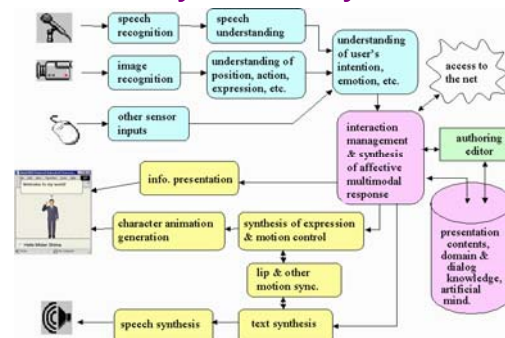 speech
recognition
speech
understanding
image
recognition
understanding of
position, action,
expression, etc.
understanding
of user's
intention,
emotion, etc.
access to
the net
other sensor
inputs
interaction
management
& synthesis
of affective
multimodal
response
authoring
editor
info. presentation
Welcome to my world!
character animation
generation
synthesis of expression
& motion control
presentation
contents,
domain &
dialog
knowledge,
artificial
mind.
lip & other
motion sync.
speech synthesis
text synthesis